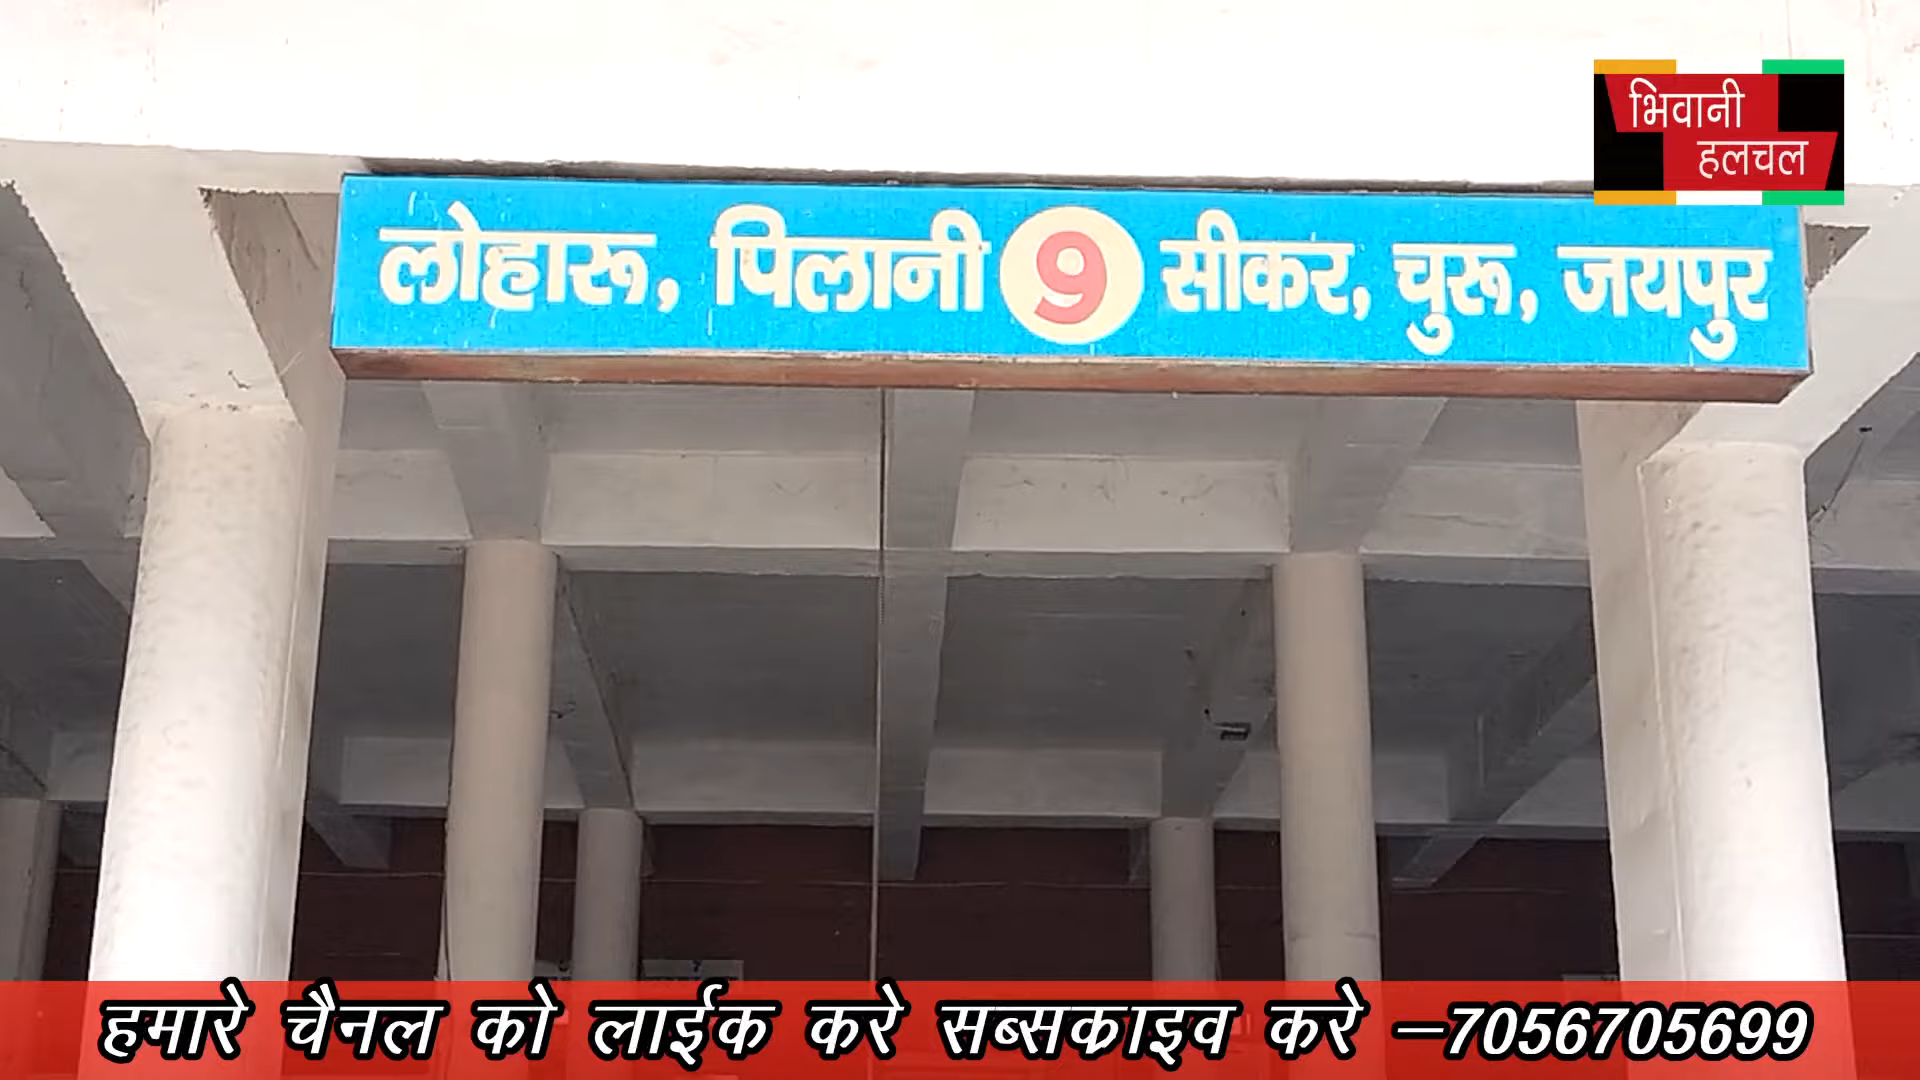 भिवानी
हलचल
लोहारू, पिलानी 9 सीकर, चुरू, जयपुर
हमारे चैनल को लाईक करे सब्सक्राइव करे –7056705699